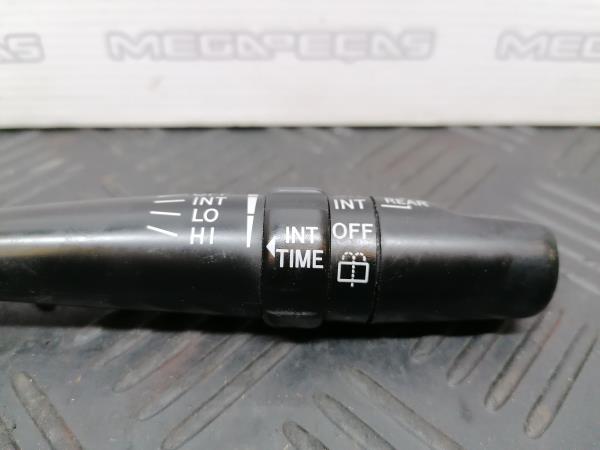 MEGAPEÇAS MEGAPEÇAS
INT
LO
HI
INT
TIME
INT
OFF
REAR